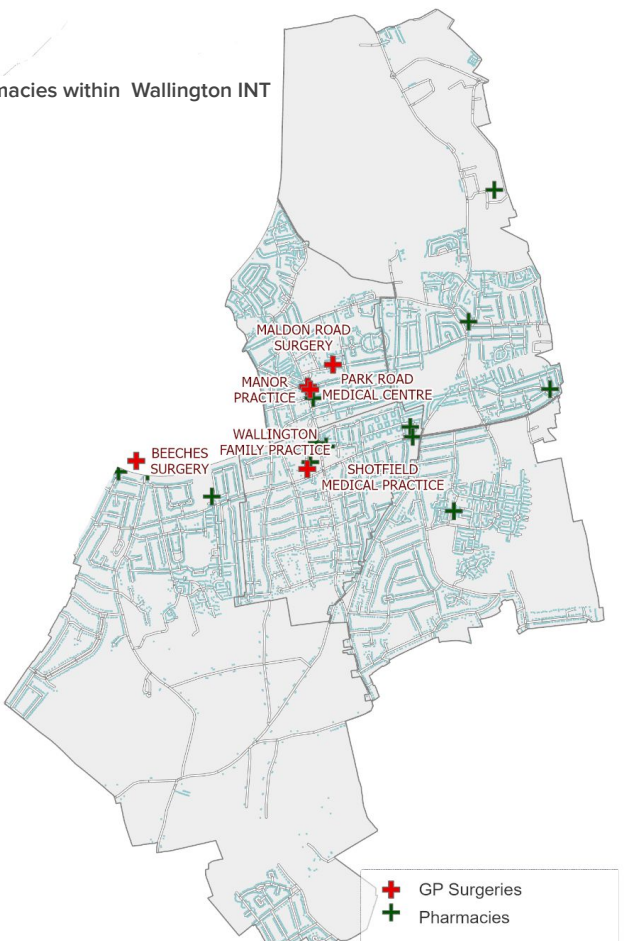 macies within Wallington INT
MALDON ROAD
SURGERY
MANOR
PRACTICE
PARK ROAD
MEDICAL CENTRE
WALLINGTON
FAMILY PRACTICE
BEECHES
SURGERY
SHOTFIELD
MEDICAL PRACTICE
GP Surgeries
Pharmacies